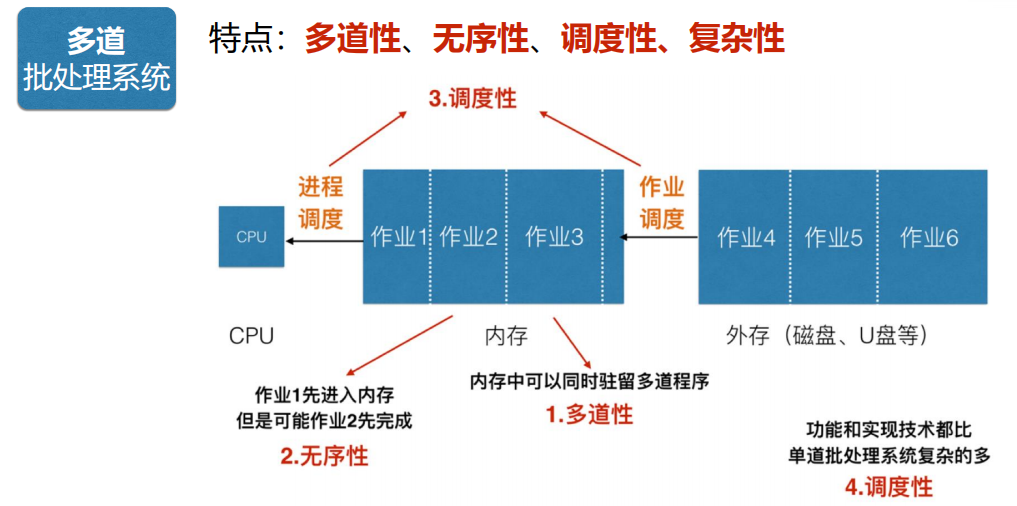 多道
批处理系统
特点：多道性、无序性、调度性、复杂性
3.调度性
进程
调度
作业
调度
CPU
作业1
作业2
作业3
作业4
作业5
作业6
CPU
内存
外存（磁盘、U盘等）
作业1先进入内存
但是可能作业2先完成
2.无序性
内存中可以同时驻留多道程序
1.多道性
功能和实现技术都比
单道批处理系统复杂的多
4.调度性